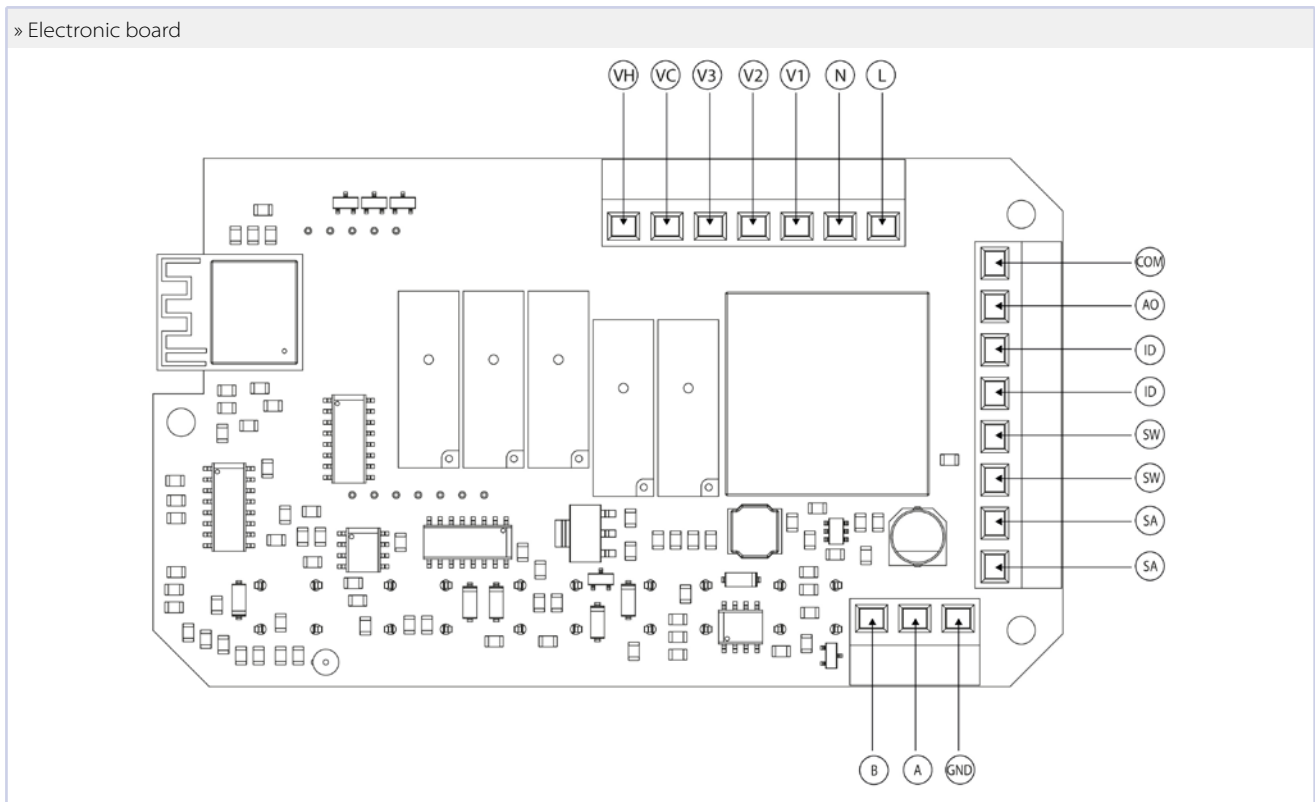 » Electronic board
VH VC V3 V2 V1 N L
COM
AO
ID
ID
SW
SW
SA
SA
B A GND